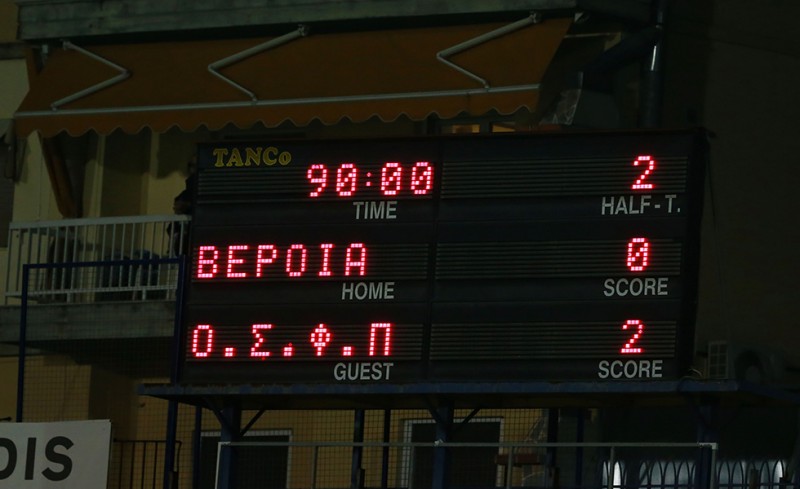 TANCo
90:00 2
TIME HALF-T.
ΒΕΡΟΙΑ 0
HOME SCORE
Ο.Σ.Φ.Π 2
GUEST SCORE
DIS